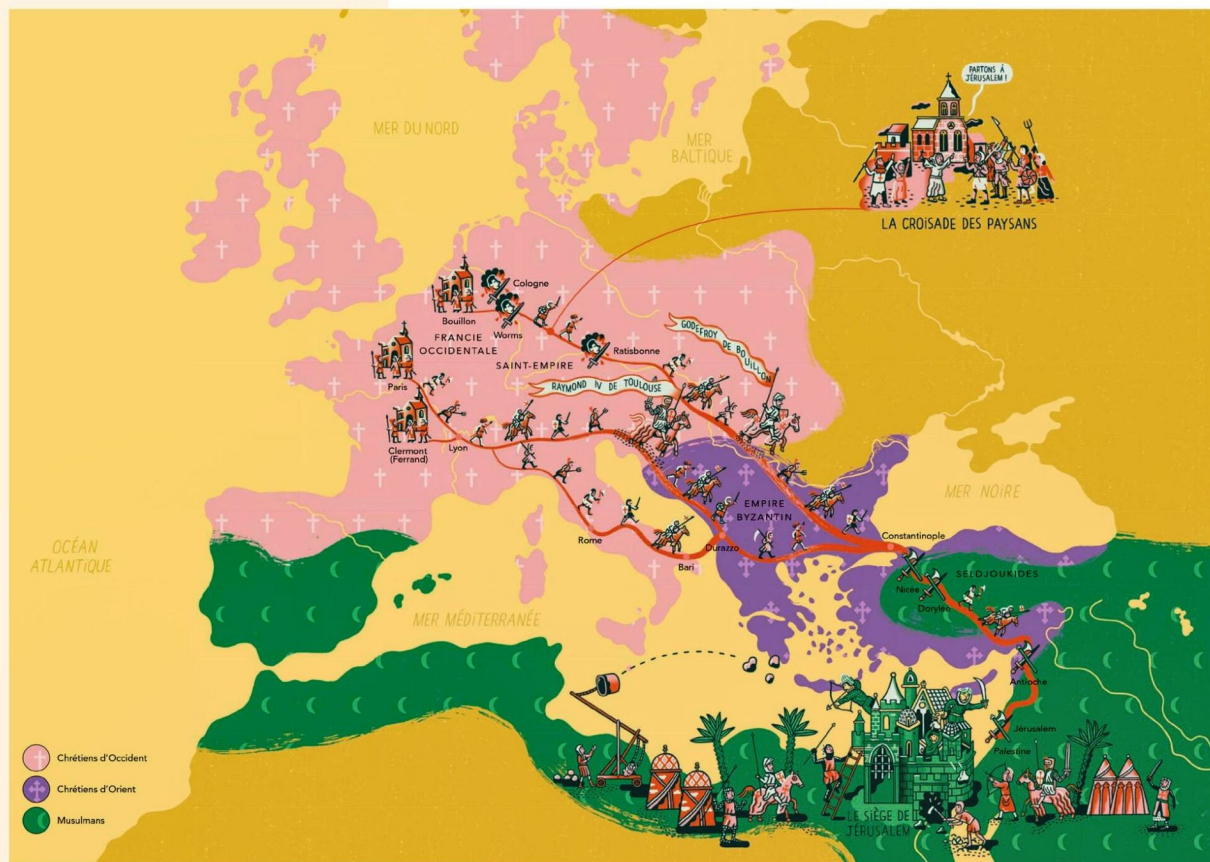 PARTONS À
JÉRUSALEM !
LA CROISADE DES PAYSANS
MER DU NORD
MER
BALTIQUE
Cologne
Bouillon
Worms
FRANCIE
OCCIDENTALE
SAINT-EMPIRE
Ratisbonne
GODEFROY DE BOUILLON
RAYMOND IV DE TOULOUSE
Paris
Clermont
(Ferrand)
Lyon
MER NOIRE
EMPIRE
BYZANTIN
OCÉAN
ATLANTIQUE
Rome
Bari
Durazzo
Constantinople
SELDJOUKIDES
Nicée
Dorylée
MER MÉDITERRANÉE
Antioche
Jérusalem
Palestine
LE SIÈGE DE
JÉRUSALEM
Chrétiens d'Occident
Chrétiens d'Orient
Musulmans